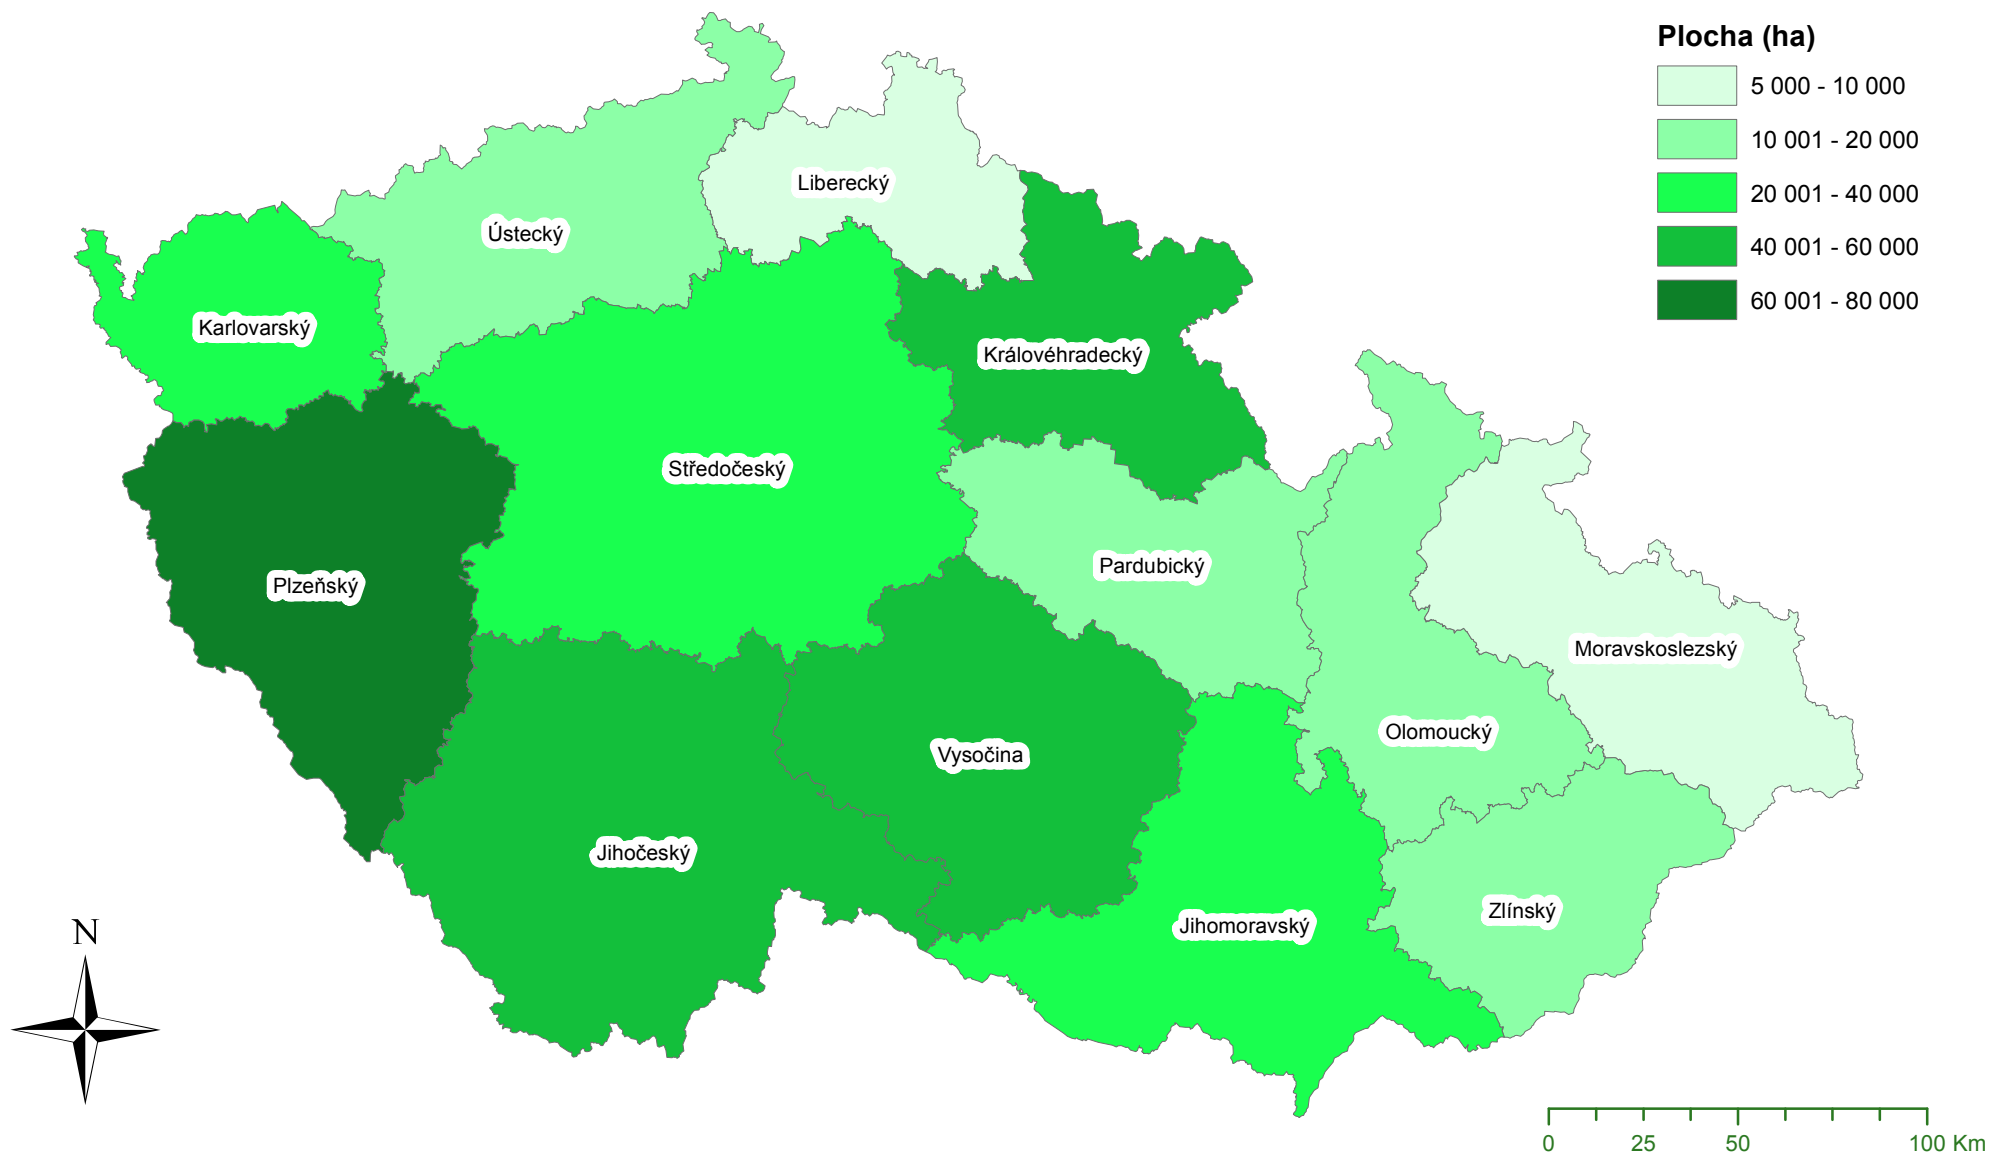 Plocha (ha)
5 000 - 10 000
10 001 - 20 000
20 001 - 40 000
40 001 - 60 000
60 001 - 80 000
Liberecký
Ústecký
Karlovarský
Královéhradecký
Středočeský
Pardubický
Plzeňský
Moravskoslezský
Olomoucký
Vysočina
Jihočeský
Zlínský
Jihomoravský
N
0 25 50 100 Km